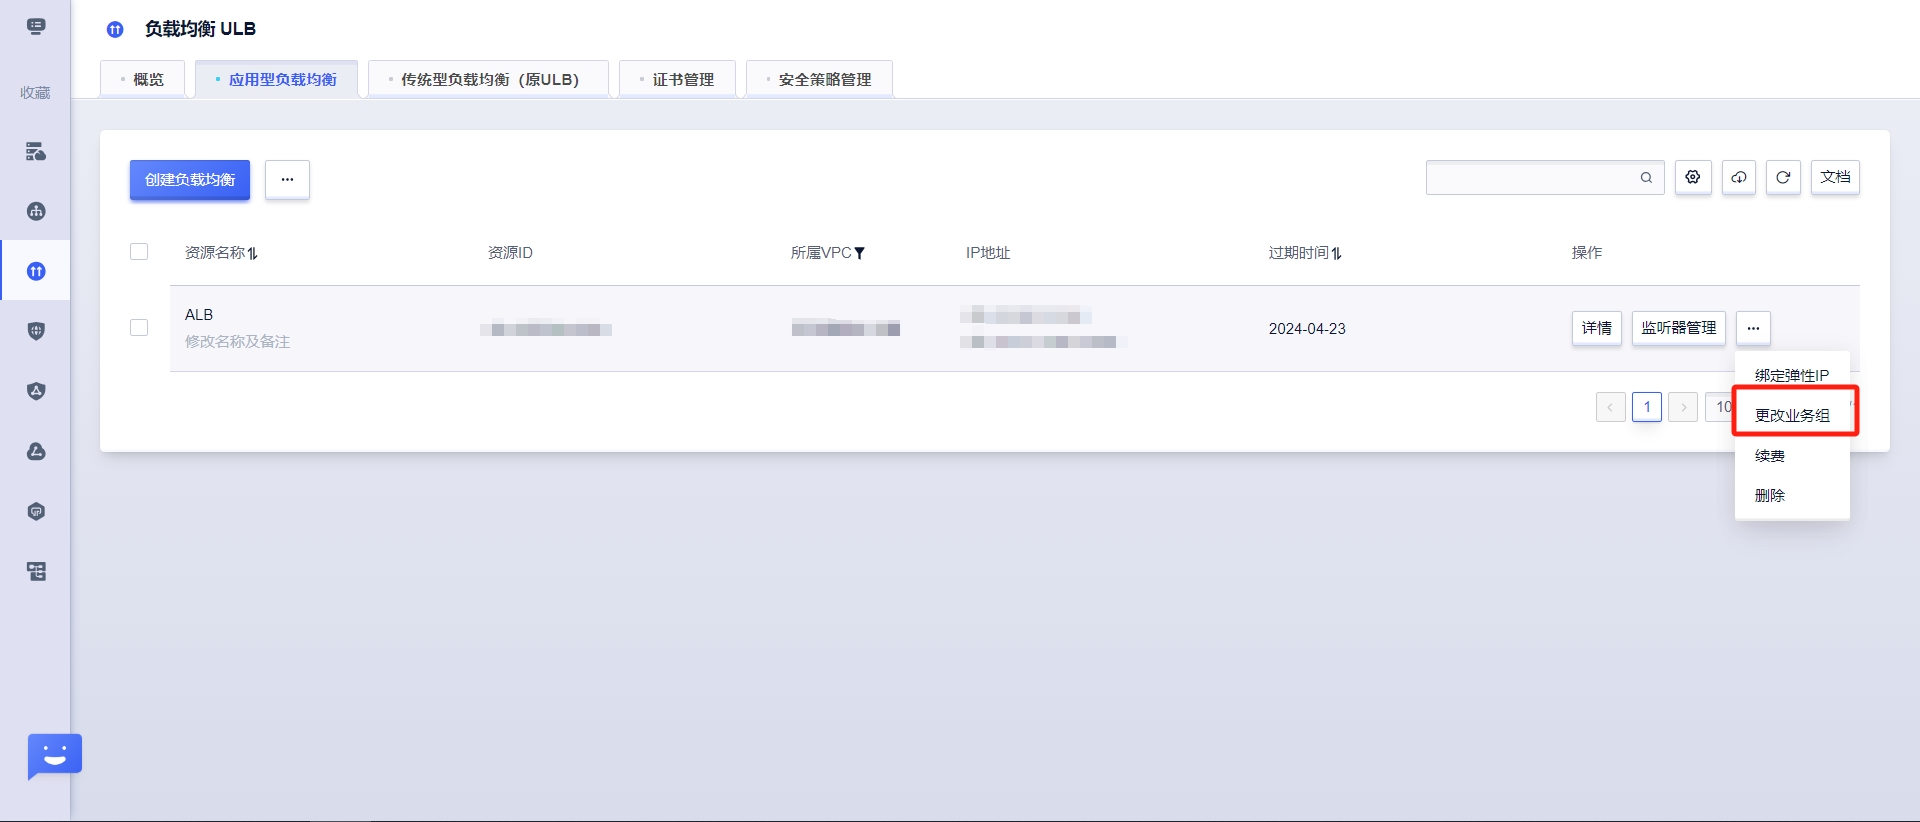 负载均衡 ULB
收藏
概览
应用型负载均衡
传统型负载均衡（原ULB）
证书管理
安全策略管理
创建负载均衡
...
文档
资源名称
资源ID
所属VPC
IP地址
过期时间
操作
ALB
修改名称及备注
2024-04-23
详情
监听器管理
...
绑定弹性IP
更改业务组
续费
删除
<
1
>
10